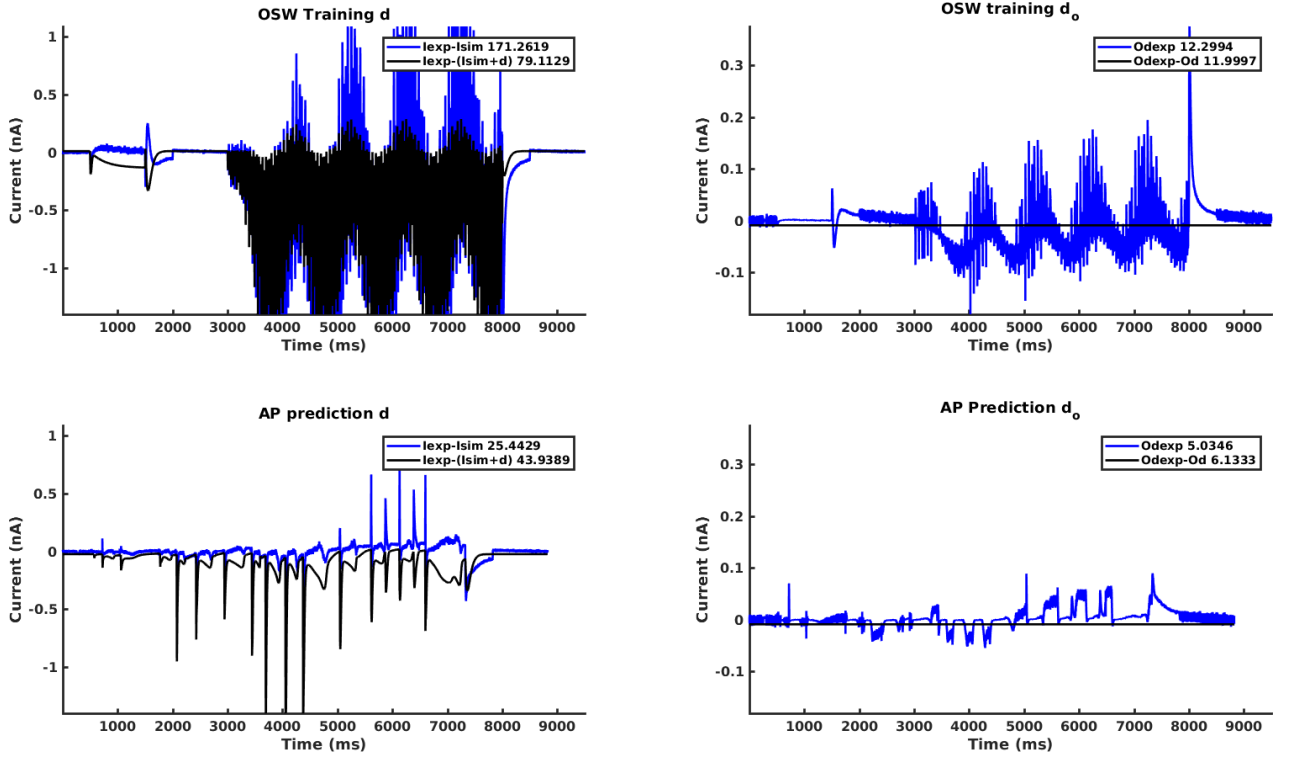 OSW Training d
Current (nA)
1
0.5
0
-0.5
-1
Iexp-Isim 171.2619
Iexp-(Isim+d) 79.1129
1000 2000 3000 4000 5000 6000 7000 8000 9000
Time (ms)
OSW training do
Current (nA)
0.3
0.2
0.1
0
-0.1
Odexp 12.2994
Odexp-Od 11.9997
1000 2000 3000 4000 5000 6000 7000 8000 9000
Time (ms)
AP prediction d
Current (nA)
1
0.5
0
-0.5
-1
Iexp-Isim 25.4429
Iexp-(Isim+d) 43.9389
1000 2000 3000 4000 5000 6000 7000 8000 9000
Time (ms)
AP Prediction do
Current (nA)
0.3
0.2
0.1
0
-0.1
Odexp 5.0346
Odexp-Od 6.1333
1000 2000 3000 4000 5000 6000 7000 8000 9000
Time (ms)